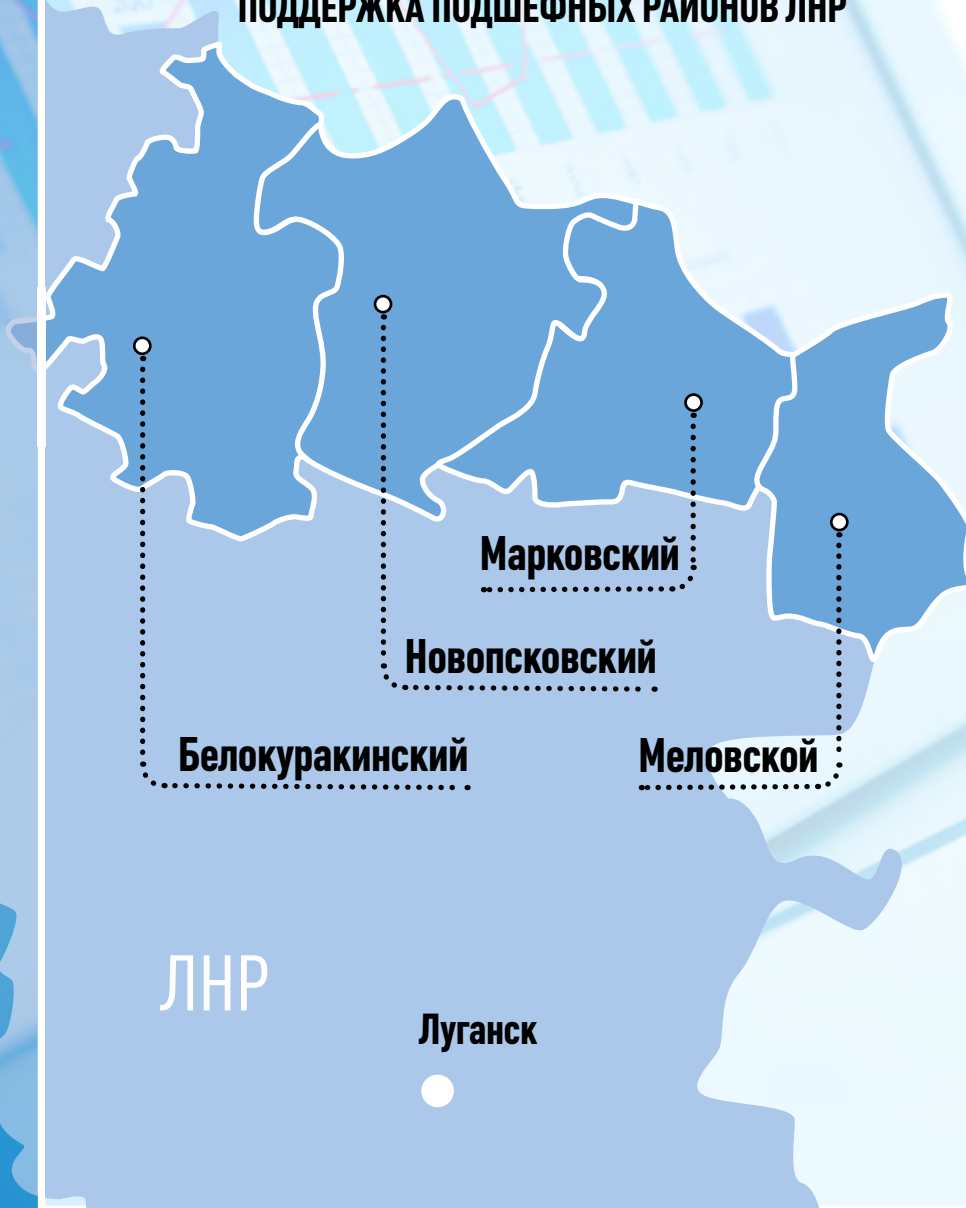 ПОДДЕРЖКА ПОДШЕФНЫХ РАЙОНОВ ЛНР
Марковский
Новопсковский
Белокуракинский
Меловской
ЛНР
Луганск